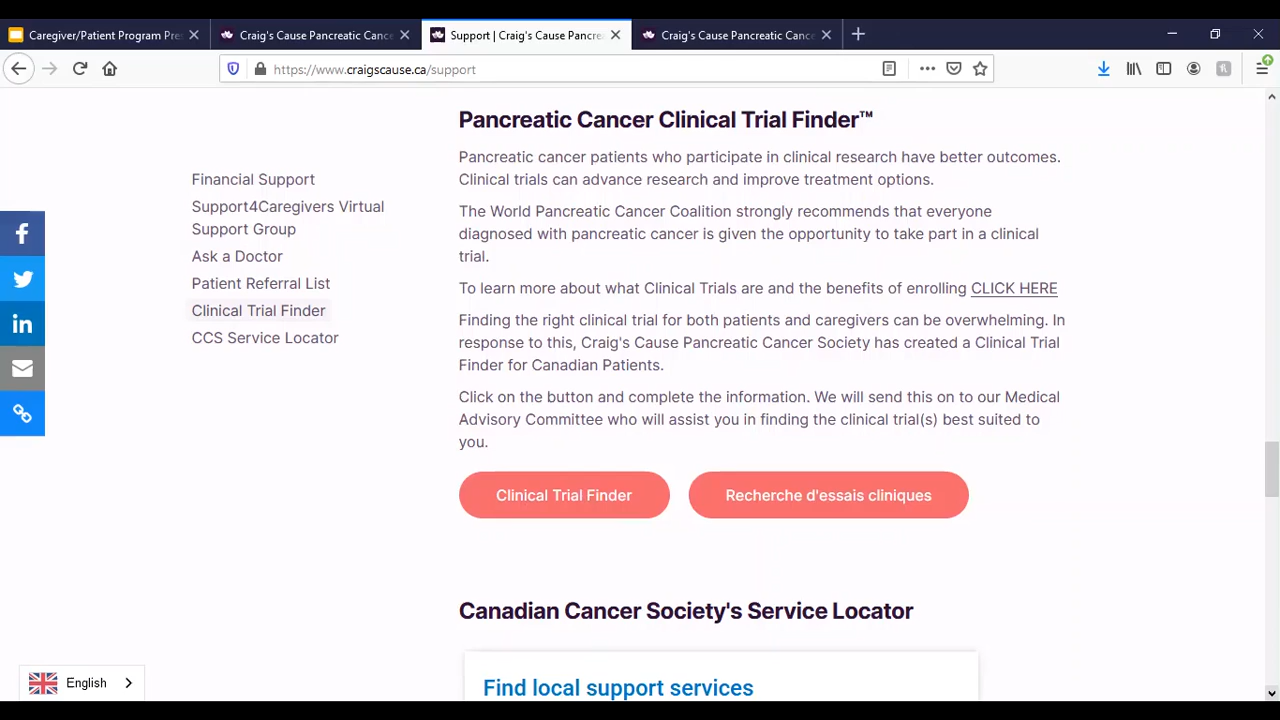 Caregiver/Patient Program Pre
Craig's Cause Pancreatic Cance
Support | Craig's Cause Pancrea
Craig's Cause Pancreatic Cance
https://www.craigscause.ca/support
Financial Support
Support4Caregivers Virtual
Support Group
Ask a Doctor
Patient Referral List
Clinical Trial Finder
CCS Service Locator
Pancreatic Cancer Clinical Trial Finder™
Pancreatic cancer patients who participate in clinical research have better outcomes.
Clinical trials can advance research and improve treatment options.
The World Pancreatic Cancer Coalition strongly recommends that everyone
diagnosed with pancreatic cancer is given the opportunity to take part in a clinical
trial.
To learn more about what Clinical Trials are and the benefits of enrolling CLICK HERE
Finding the right clinical trial for both patients and caregivers can be overwhelming. In
response to this, Craig's Cause Pancreatic Cancer Society has created a Clinical Trial
Finder for Canadian Patients.
Click on the button and complete the information. We will send this on to our Medical
Advisory Committee who will assist you in finding the clinical trial(s) best suited to
you.
Clinical Trial Finder
Recherche d'essais cliniques
Canadian Cancer Society's Service Locator
Find local support services
English